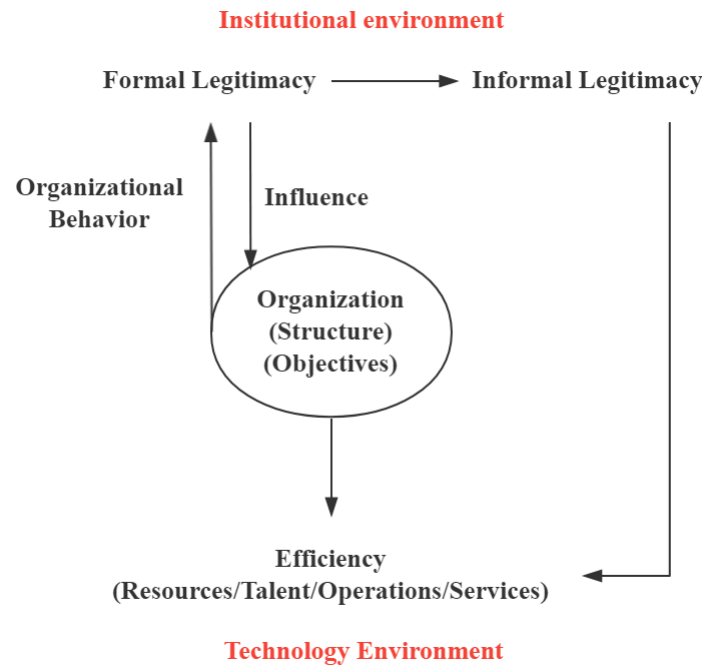 Institutional environment
Formal Legitimacy
Informal Legitimacy
Organizational
Behavior
Influence
Organization
(Structure)
(Objectives)
Efficiency
(Resources/Talent/Operations/Services)
Technology Environment